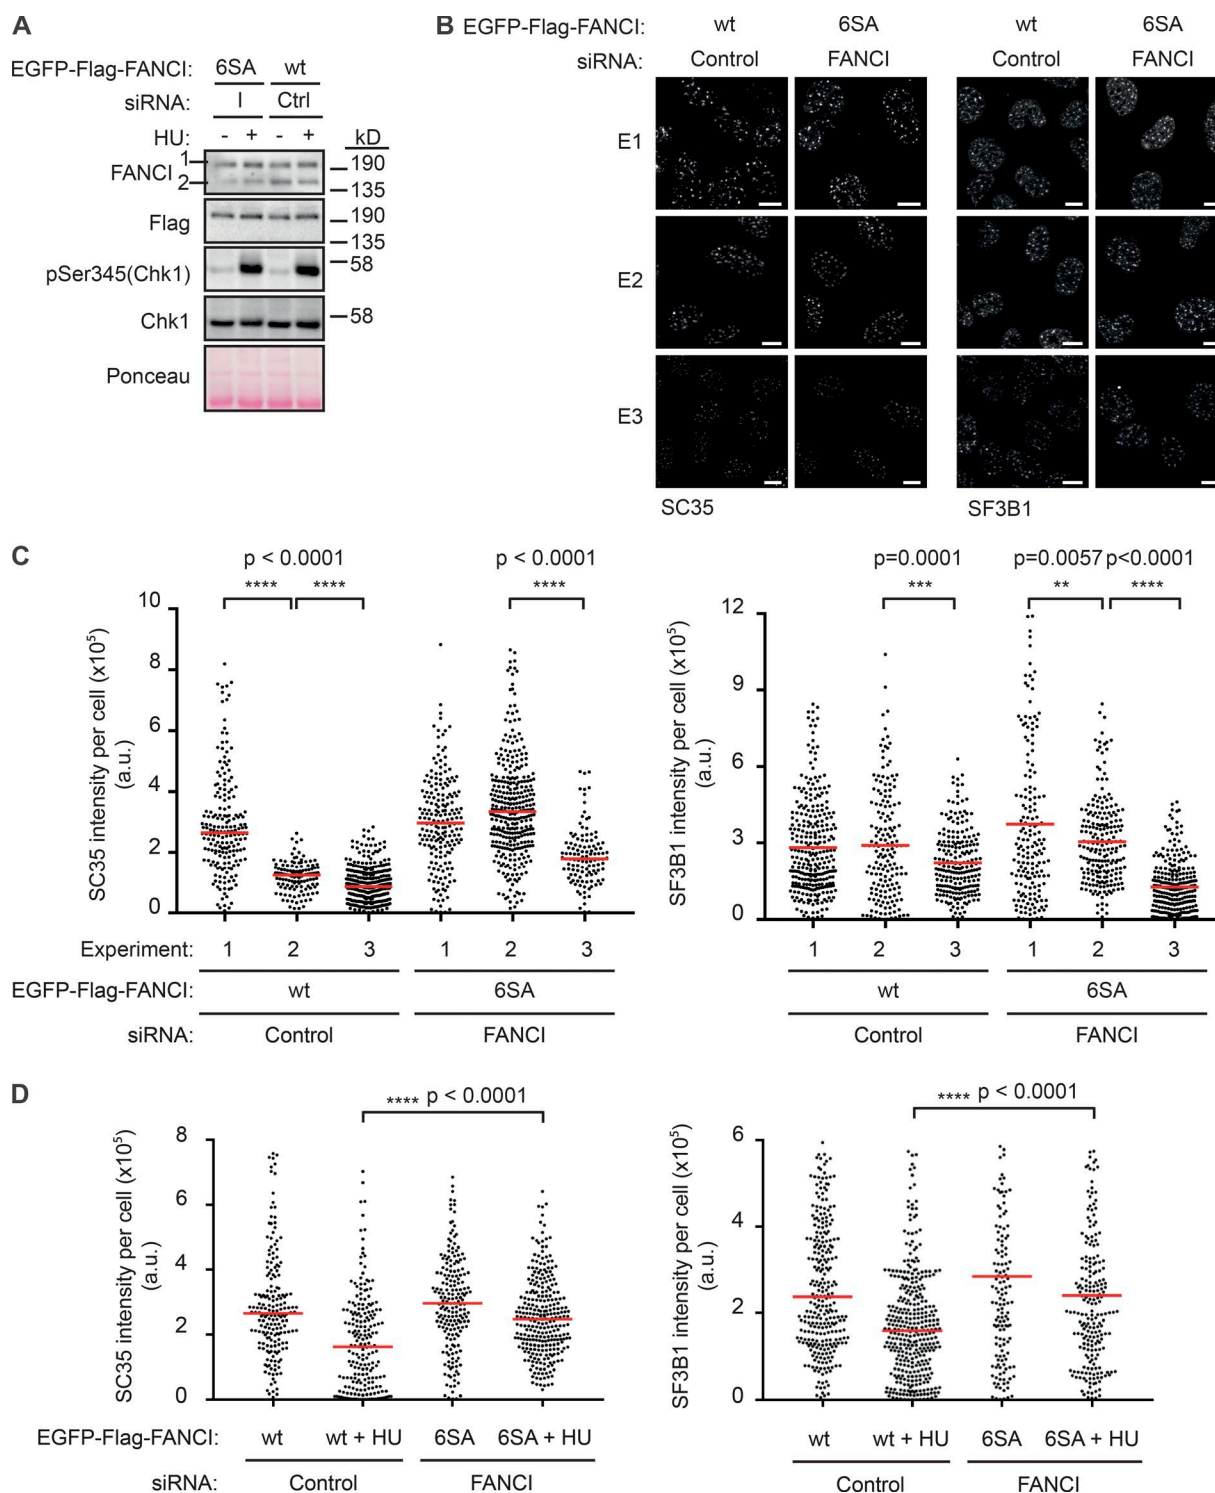 A
EGFP-Flag-FANCI: 6SA wt
siRNA: I Ctrl
HU: - + - + kD
1
FANCI
2
190
135
Flag
190
135
pSer345(Chk1)
58
Chk1
58
Ponceau
B EGFP-Flag-FANCI: wt 6SA wt 6SA
siRNA: Control FANCI Control FANCI
E1
E2
E3
SC35 SF3B1
C
p < 0.0001 p < 0.0001
**** **** ****
SC35 intensity per cell (x10⁵)
(a.u.)
10
8
6
4
2
0
p=0.0001 p=0.0057 p<0.0001
*** ** ****
SF3B1 intensity per cell (x10⁵)
(a.u.)
12
9
6
3
0
Experiment: 1 2 3 1 2 3 1 2 3 1 2 3
EGFP-Flag-FANCI: wt 6SA wt 6SA
siRNA: Control FANCI Control FANCI
D
**** p < 0.0001
SC35 intensity per cell (x10⁵)
(a.u.)
8
6
4
2
0
**** p < 0.0001
SF3B1 intensity per cell (x10⁵)
(a.u.)
6
4
2
0
EGFP-Flag-FANCI: wt wt + HU 6SA 6SA + HU wt wt + HU 6SA 6SA + HU
siRNA: Control FANCI Control FANCI